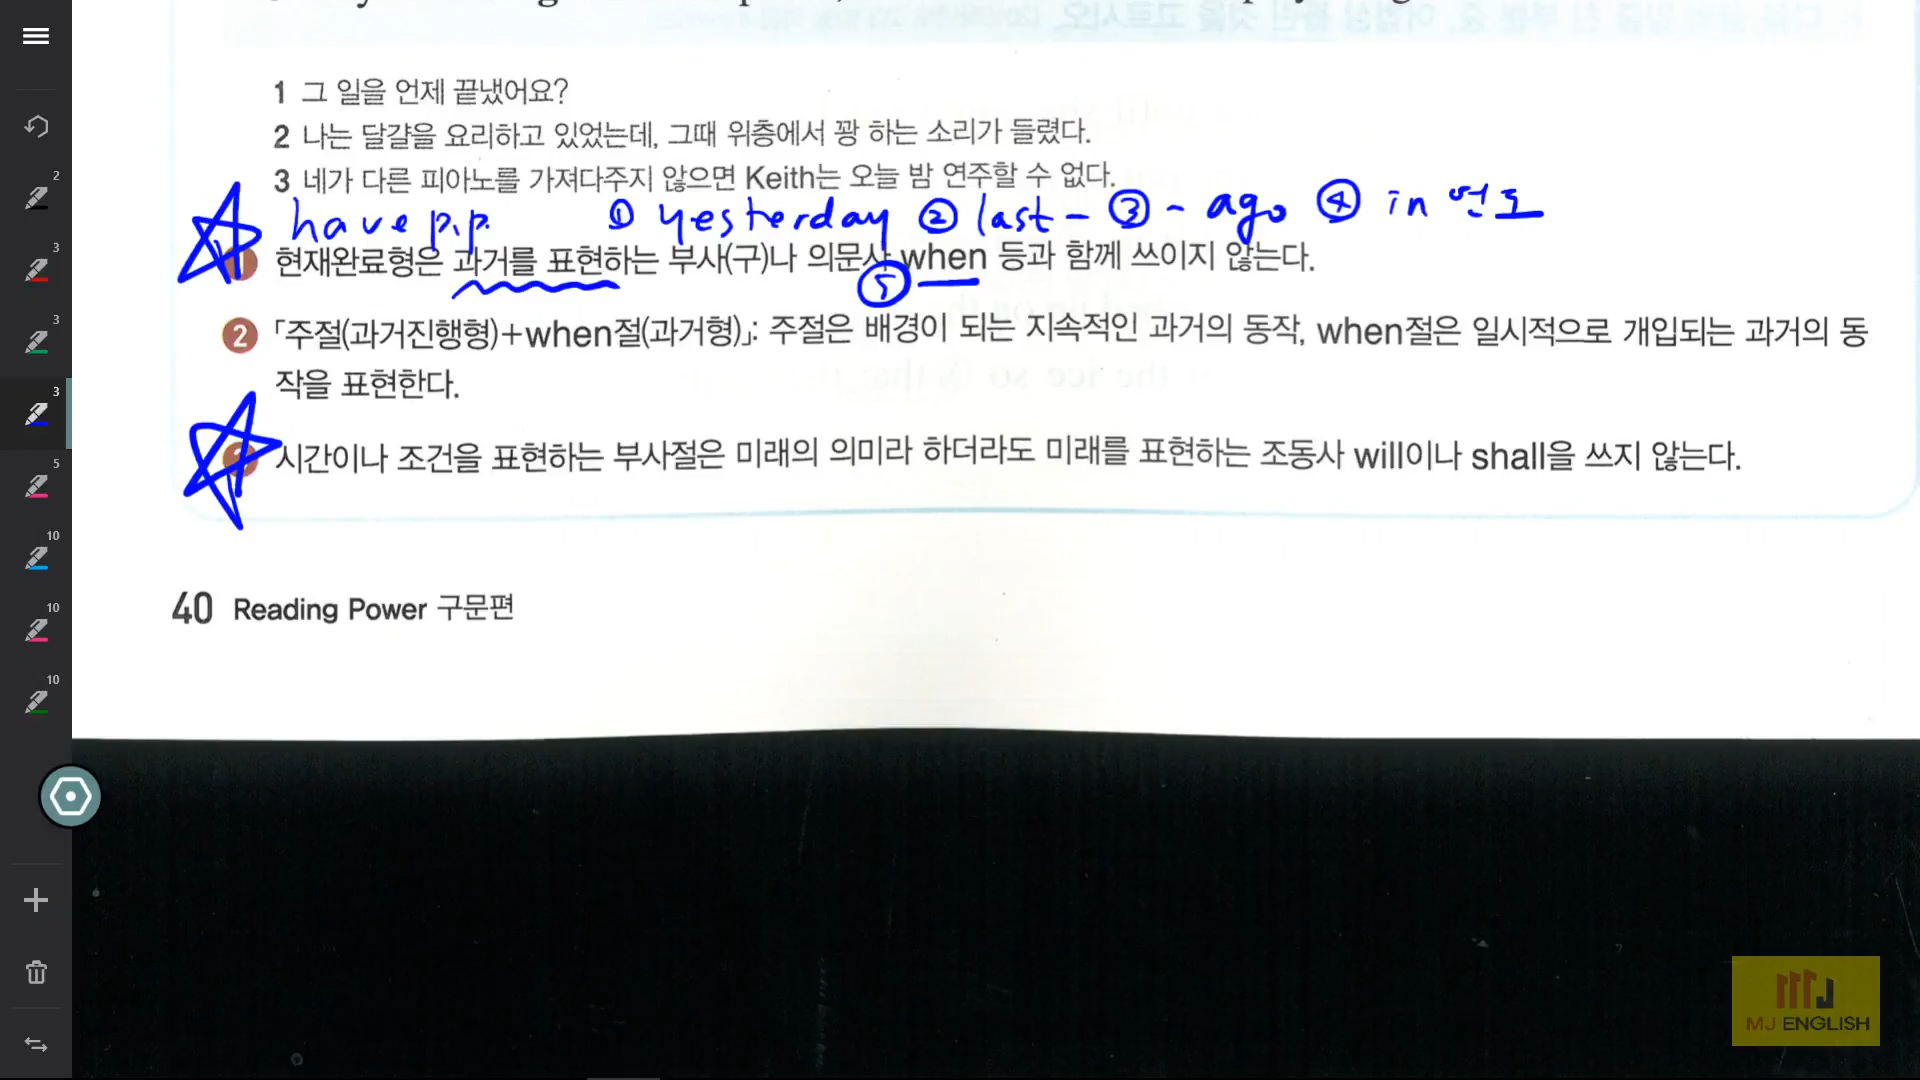 1 그 일을 언제 끝냈어요?
2 나는 달걀을 요리하고 있었는데, 그때 위층에서 꽝 하는 소리가 들렸다.
3 네가 다른 피아노를 가져다주지 않으면 Keith는 오늘 밤 연주할 수 없다.
have p.p. ① yesterday ② last - ③ - ago ④ in 연도
1 현재완료형은 과거를 표현하는 부사(구)나 의문사 when 등과 함께 쓰이지 않는다.
⑤
2 「주절(과거진행형)+when절(과거형)」: 주절은 배경이 되는 지속적인 과거의 동작, when절은 일시적으로 개입되는 과거의 동
작을 표현한다.
3 시간이나 조건을 표현하는 부사절은 미래의 의미라 하더라도 미래를 표현하는 조동사 will이나 shall을 쓰지 않는다.
40 Reading Power 구문편
2
3
3
3
5
10
10
10
MJ ENGLISH